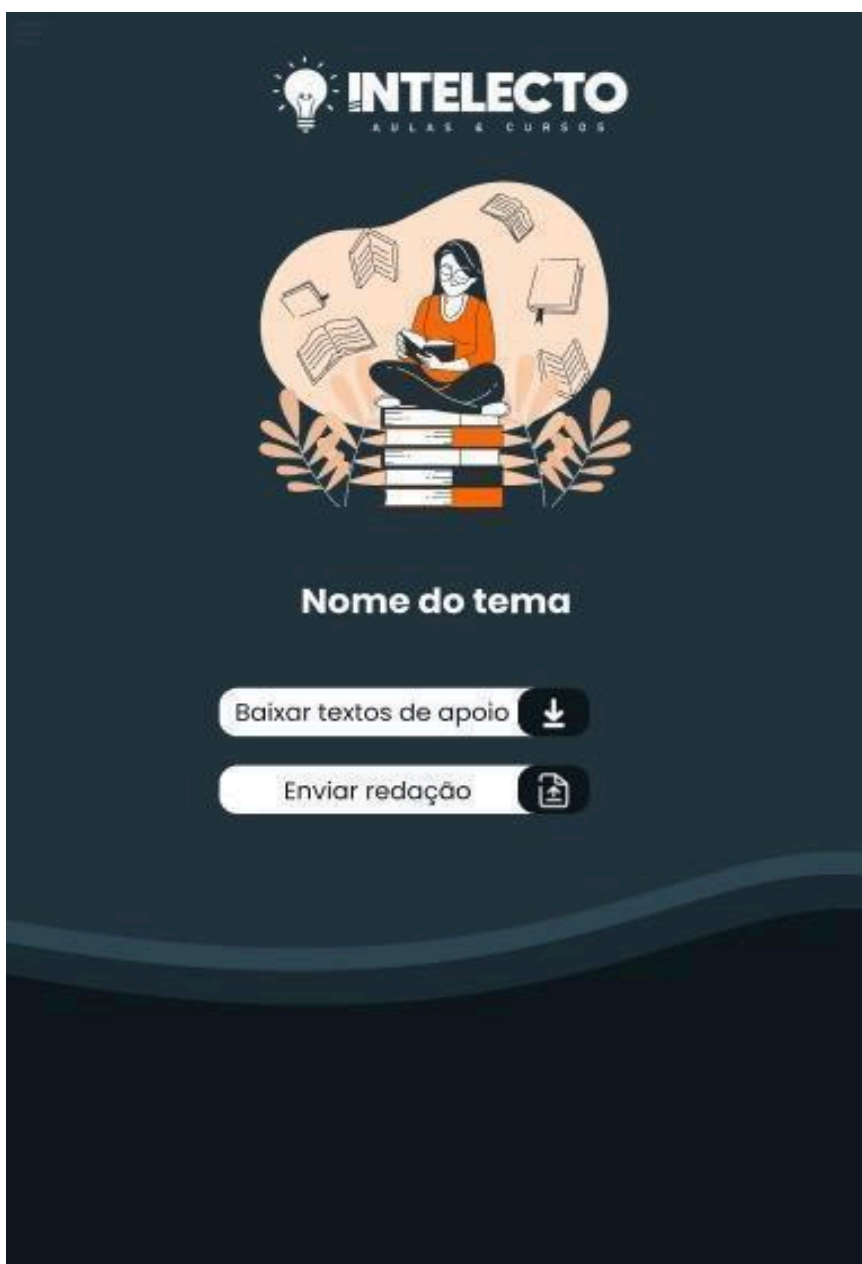 INTELECTO
AULAS & CURSOS
Nome do tema
Baixar textos de apoio
Enviar redação